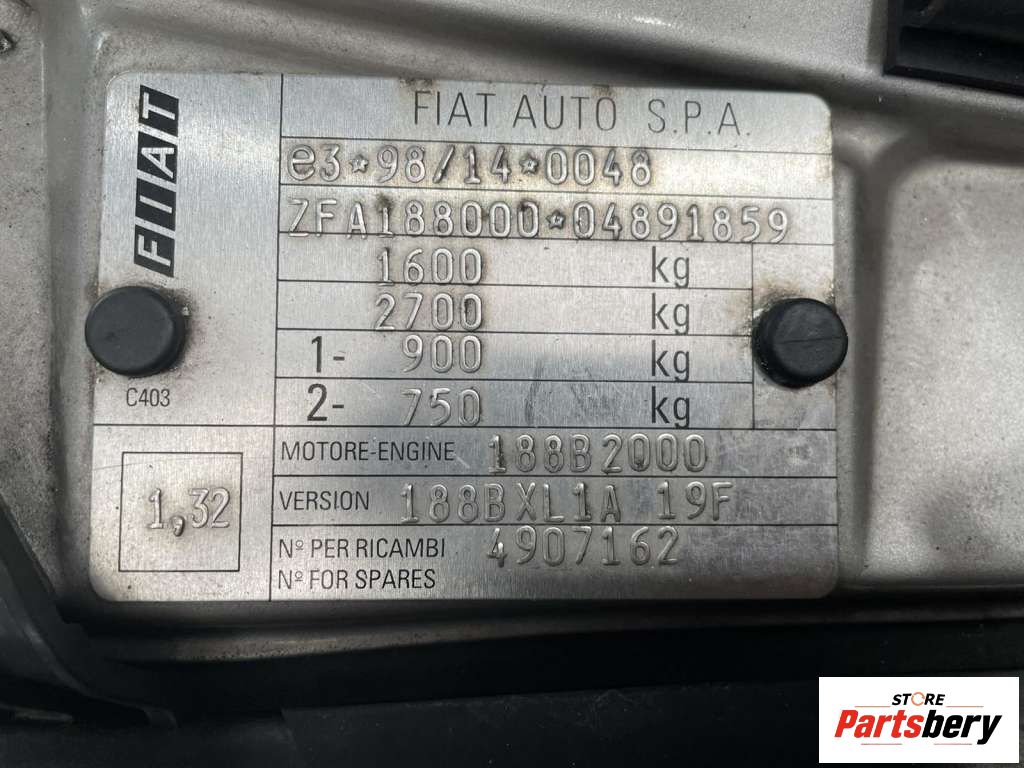 FIAT
FIAT AUTO S.P.A.
e3*98/14*0048
ZFA188000*04891859
1600 kg
2700 kg
1- 900 kg
2- 750 kg
C403
MOTORE-ENGINE 188B2000
1,32
VERSION 188BXL1A 19F
Nº PER RICAMBI 4907162
Nº FOR SPARES
STORE
Partsbery